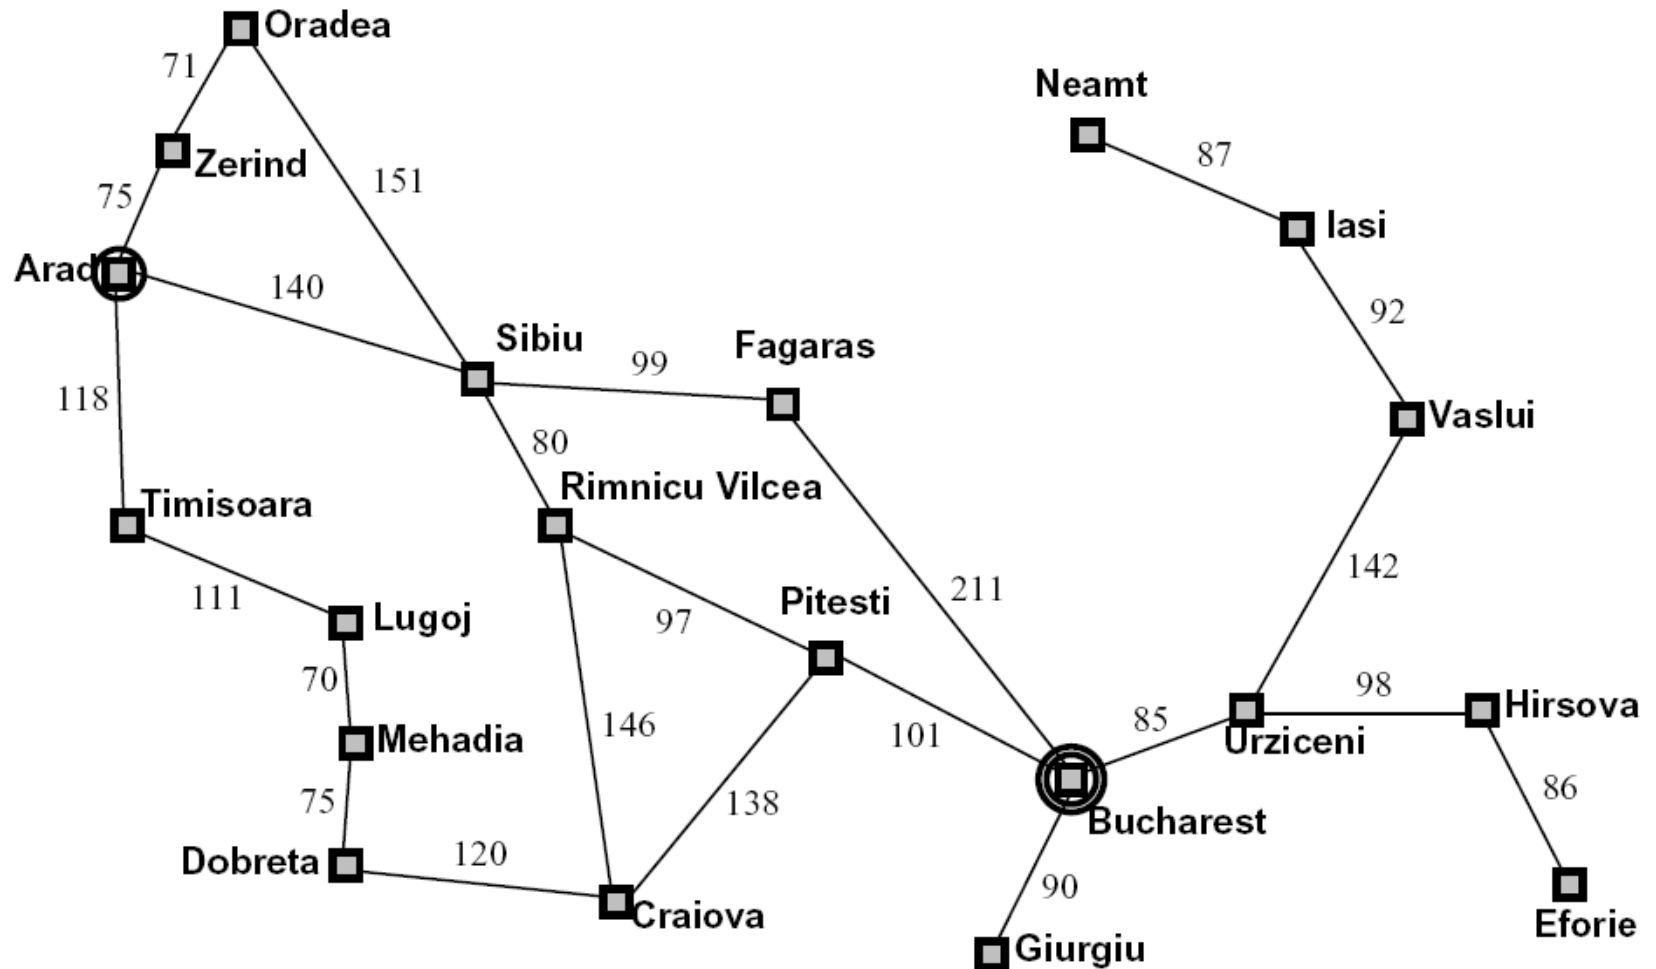 Oradea
71
Neamt
87
Zerind
151
75
Iasi
Arad
140
92
Sibiu
Fagaras
99
118
Vaslui
80
Rimnicu Vilcea
Timisoara
142
211
111
Pitesti
Lugoj
97
70
98
Hirsova
85
146
101
Urziceni
Mehadia
86
75
138
Bucharest
Dobreta
120
90
Craiova
Eforie
Giurgiu